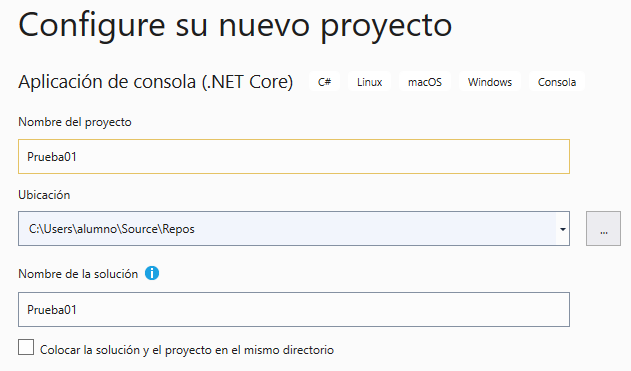 Configure su nuevo proyecto
Aplicación de consola (.NET Core) C# Linux macOS Windows Consola
Nombre del proyecto
Prueba01
Ubicación
C:\Users\alumno\Source\Repos
...
Nombre de la solución
Prueba01
Colocar la solución y el proyecto en el mismo directorio